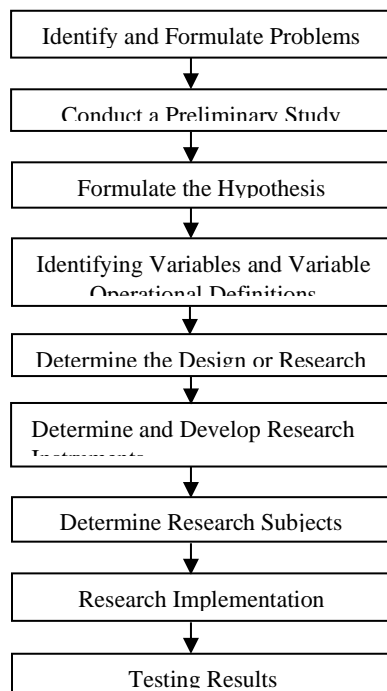 Identify and Formulate Problems
Conduct a Preliminary Study
Formulate the Hypothesis
Identifying Variables and Variable
Operational Definitions
Determine the Design or Research
Determine and Develop Research
Instruments
Determine Research Subjects
Research Implementation
Testing Results